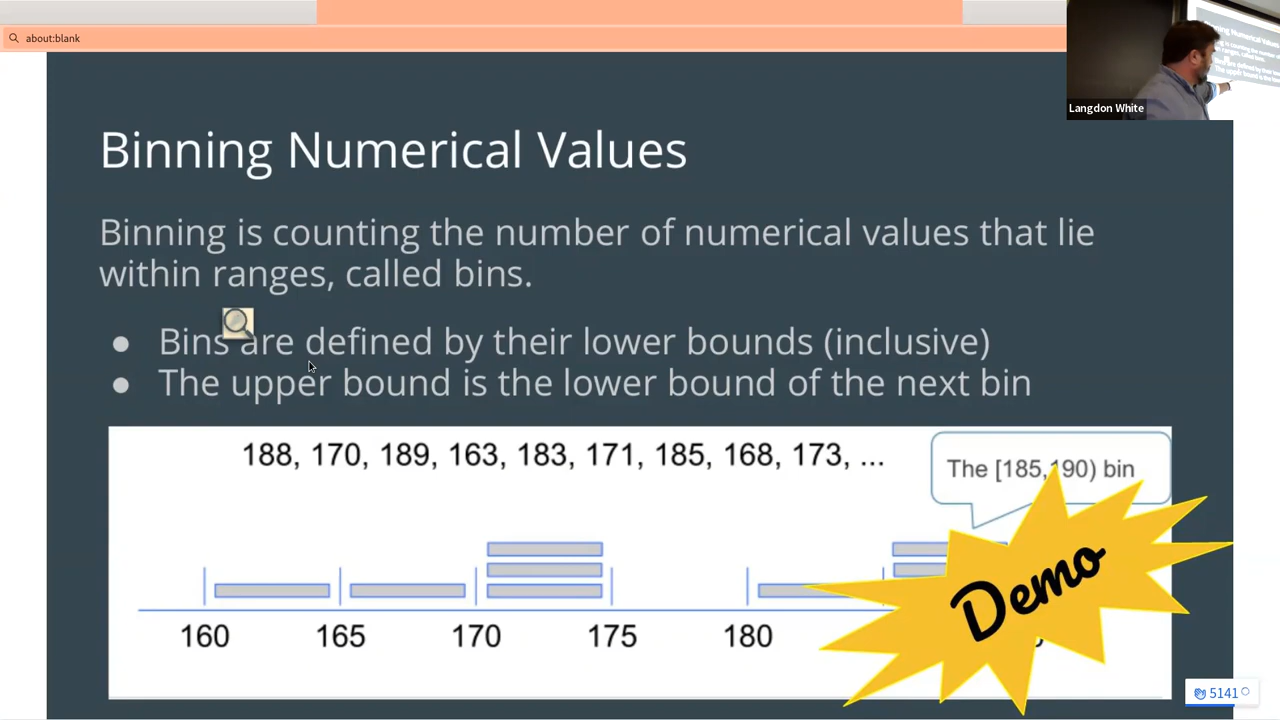 about:blank
Langdon White
Binning Numerical Values
Binning is counting the number of numerical values that lie
within ranges, called bins.
● Bins are defined by their lower bounds (inclusive)
● The upper bound is the lower bound of the next bin
188, 170, 189, 163, 183, 171, 185, 168, 173, ...
The [185,190) bin
Demo
160 165 170 175 180
5141